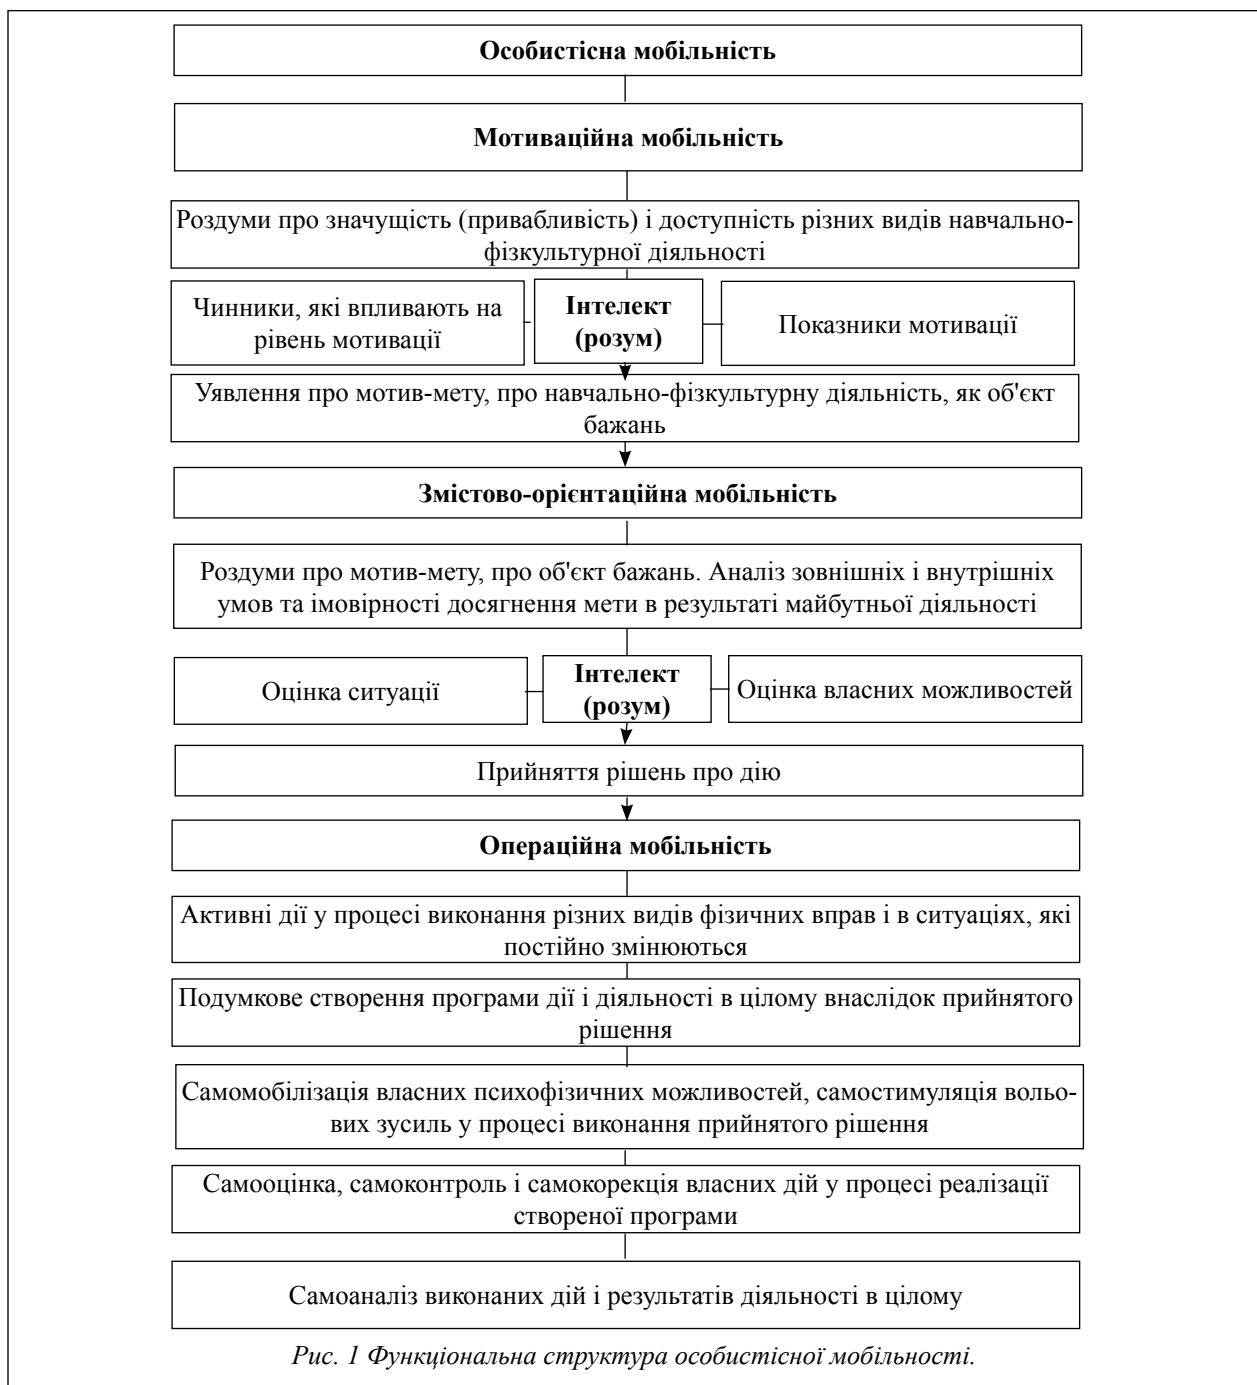 Особистісна мобільність
Мотиваційна мобільність
Роздуми про значущість (привабливість) і доступність різних видів навчально-
фізкультурної діяльності
Чинники, які впливають на
рівень мотивації
Інтелект
(розум)
Показники мотивації
Уявлення про мотив-мету, про навчально-фізкультурну діяльність, як об'єкт
бажань
Змістово-орієнтаційна мобільність
Роздуми про мотив-мету, про об'єкт бажань. Аналіз зовнішніх і внутрішніх
умов та імовірності досягнення мети в результаті майбутньої діяльності
Оцінка ситуації
Інтелект
(розум)
Оцінка власних можливостей
Прийняття рішень про дію
Операційна мобільність
Активні дії у процесі виконання різних видів фізичних вправ і в ситуаціях, які
постійно змінюються
Подумкове створення програми дії і діяльності в цілому внаслідок прийнятого
рішення
Самомобілізація власних психофізичних можливостей, самостимуляція вольо-
вих зусиль у процесі виконання прийнятого рішення
Самооцінка, самоконтроль і самокорекція власних дій у процесі реалізації
створеної програми
Самоаналіз виконаних дій і результатів діяльності в цілому
Рис. 1 Функціональна структура особистісної мобільності.